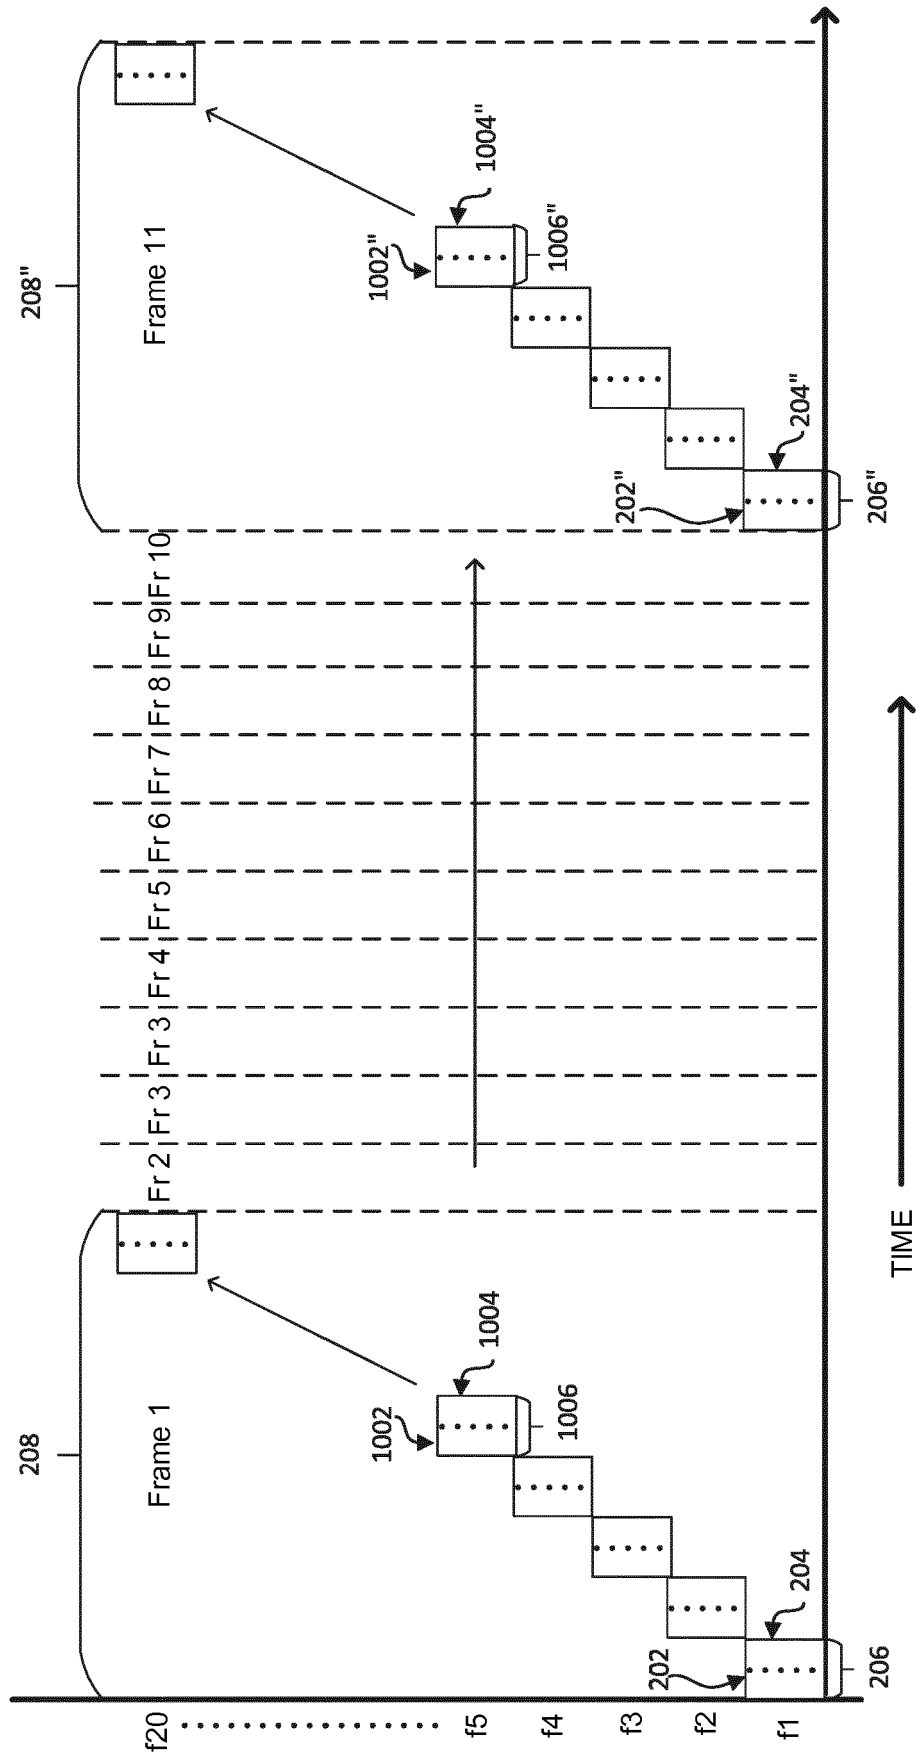 208
208"
f20
Frame 1
Fr 2
Fr 3
Fr 3
Fr 4
Fr 5
Fr 6
Fr 7
Fr 8
Fr 9
Fr 10
Frame 11
1002
1004
1006
1002"
1004"
1006"
f5
f4
f3
f2
f1
202
204
206
202"
204"
206"
TIME